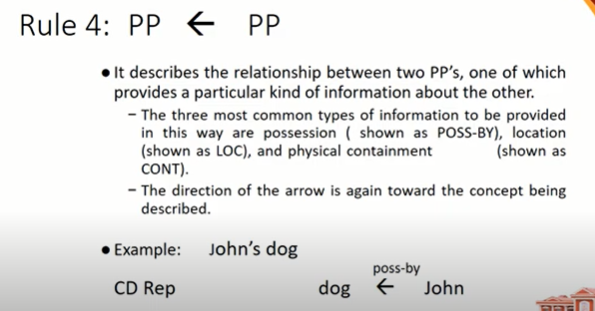 Rule 4: PP ← PP
• It describes the relationship between two PP's, one of which
provides a particular kind of information about the other.
– The three most common types of information to be provided
in this way are possession ( shown as POSS-BY), location
(shown as LOC), and physical containment (shown as
CONT).
– The direction of the arrow is again toward the concept being
described.
• Example: John's dog
poss-by
CD Rep dog ← John